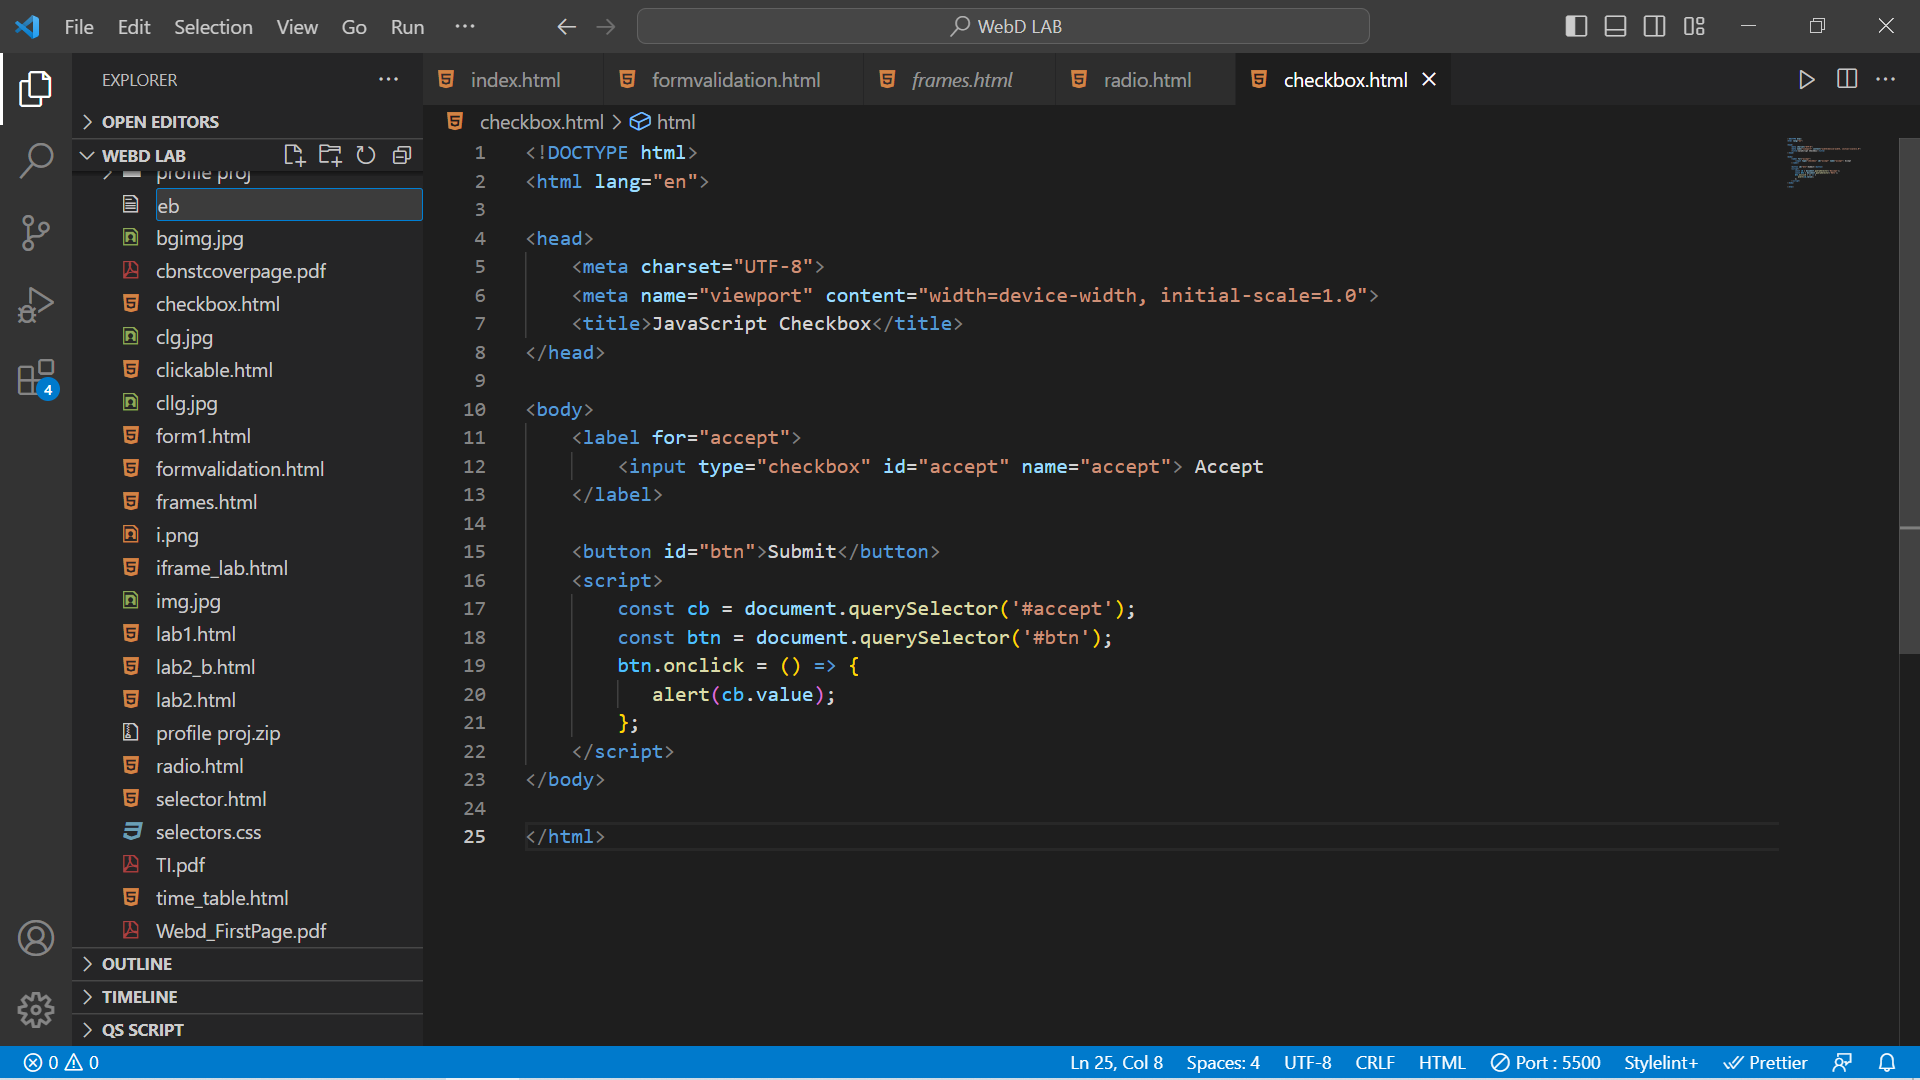 File Edit Selection View Go Run ··· WebD LAB
EXPLORER ··· index.html formvalidation.html frames.html radio.html checkbox.html
OPEN EDITORS
WEBD LAB
profile proj
eb
bgimg.jpg
cbnstcoverpage.pdf
checkbox.html
clg.jpg
clickable.html
cllg.jpg
form1.html
formvalidation.html
frames.html
i.png
iframe_lab.html
img.jpg
lab1.html
lab2_b.html
lab2.html
profile proj.zip
radio.html
selector.html
selectors.css
TI.pdf
time_table.html
Webd_FirstPage.pdf
OUTLINE
TIMELINE
QS SCRIPT
4
checkbox.html > html
1 <!DOCTYPE html>
2 <html lang="en">
3
4 <head>
5 <meta charset="UTF-8">
6 <meta name="viewport" content="width=device-width, initial-scale=1.0">
7 <title>JavaScript Checkbox</title>
8 </head>
9
10 <body>
11 <label for="accept">
12 <input type="checkbox" id="accept" name="accept"> Accept
13 </label>
14
15 <button id="btn">Submit</button>
16 <script>
17 const cb = document.querySelector('#accept');
18 const btn = document.querySelector('#btn');
19 btn.onclick = () => {
20 alert(cb.value);
21 };
22 </script>
23 </body>
24
25 </html>
0 0 Ln 25, Col 8 Spaces: 4 UTF-8 CRLF HTML Port : 5500 Stylelint+ Prettier